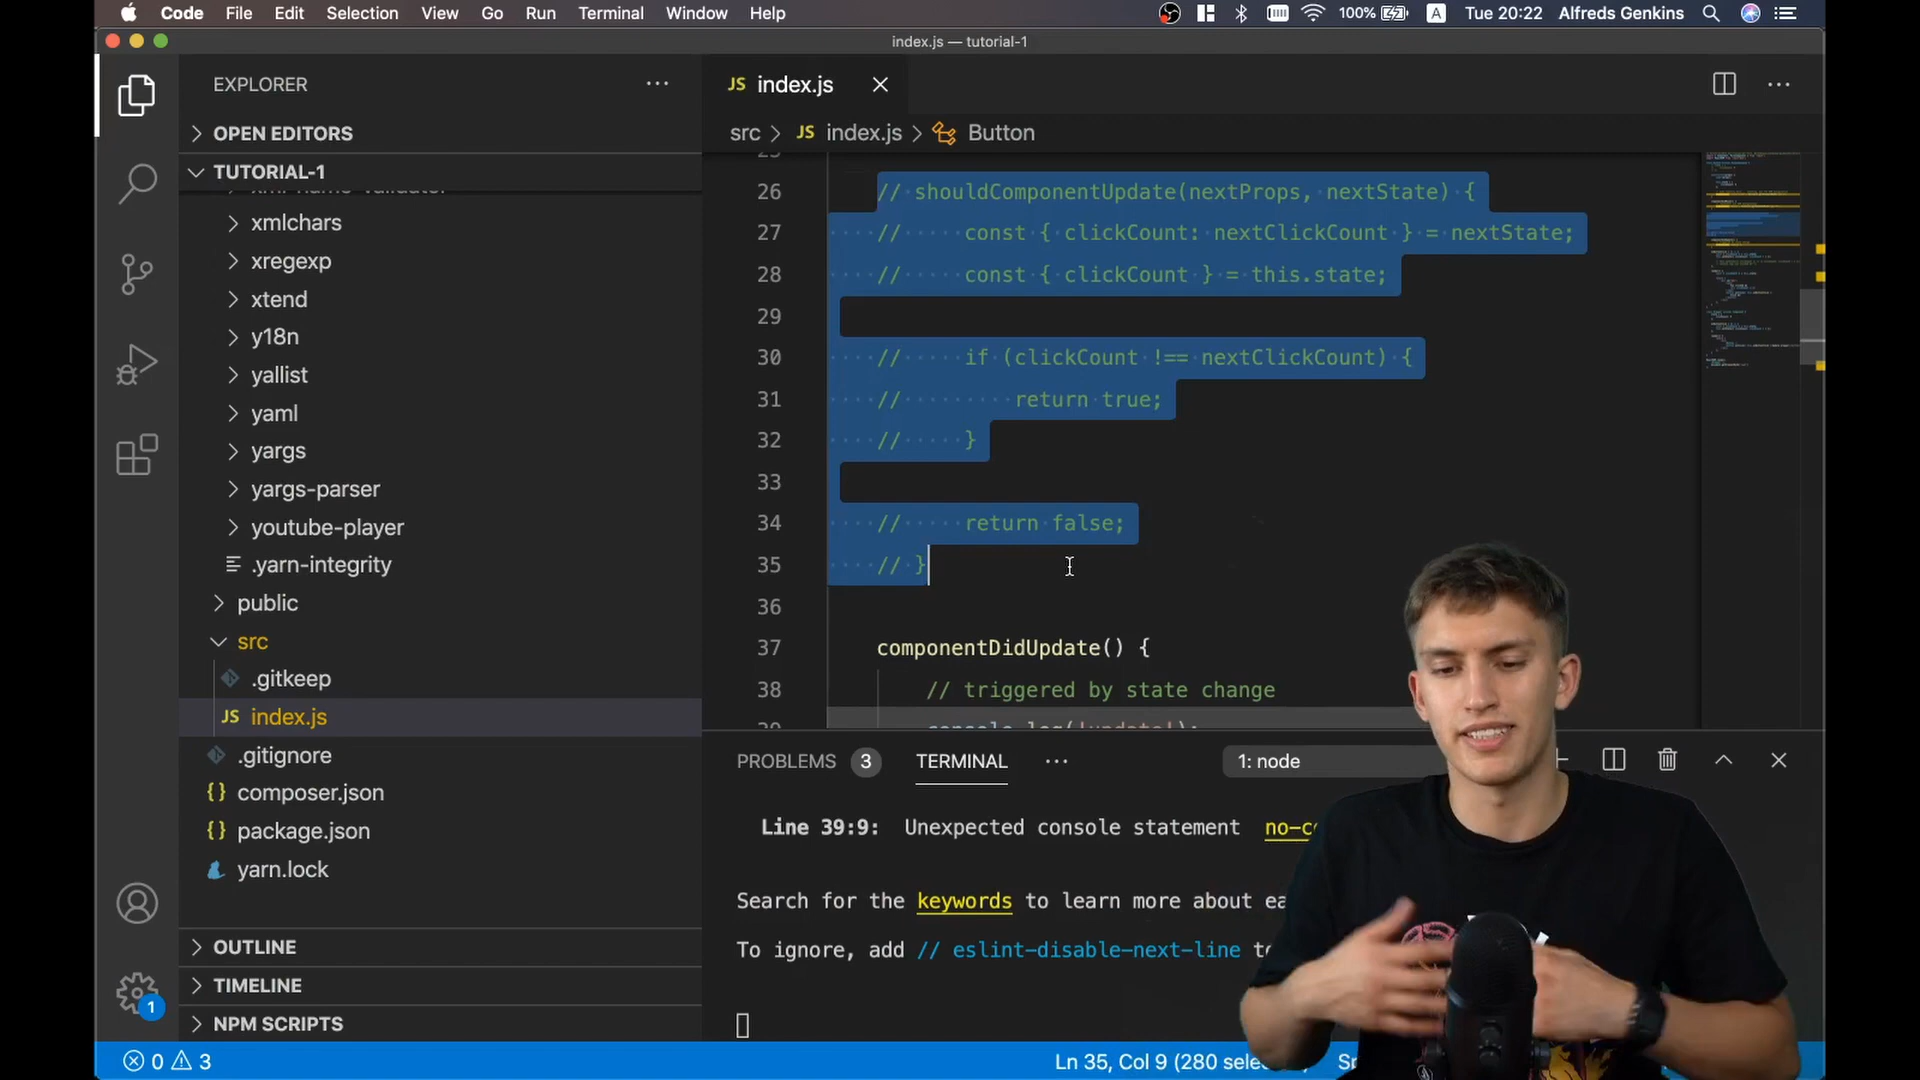 Code File Edit Selection View Go Run Terminal Window Help 100% A Tue 20:22 Alfreds Genkins
index.js — tutorial-1
EXPLORER
OPEN EDITORS
TUTORIAL-1
xmlchars
xregexp
xtend
y18n
yallist
yaml
yargs
yargs-parser
youtube-player
.yarn-integrity
public
src
.gitkeep
JS index.js
.gitignore
{} composer.json
{} package.json
yarn.lock
OUTLINE
TIMELINE
NPM SCRIPTS
1
JS index.js
src > JS index.js > Button
26 // shouldComponentUpdate(nextProps, nextState) {
27 // const { clickCount: nextClickCount } = nextState;
28 // const { clickCount } = this.state;
29
30 // if (clickCount !== nextClickCount) {
31 // return true;
32 // }
33
34 // return false;
35 // }
36
37 componentDidUpdate() {
38 // triggered by state change
console.log('update');
PROBLEMS 3 TERMINAL 1: node
Line 39:9: Unexpected console statement
Search for the keywords to learn more about
To ignore, add // eslint-disable-next-line
0 3 Ln 35, Col 9 (280